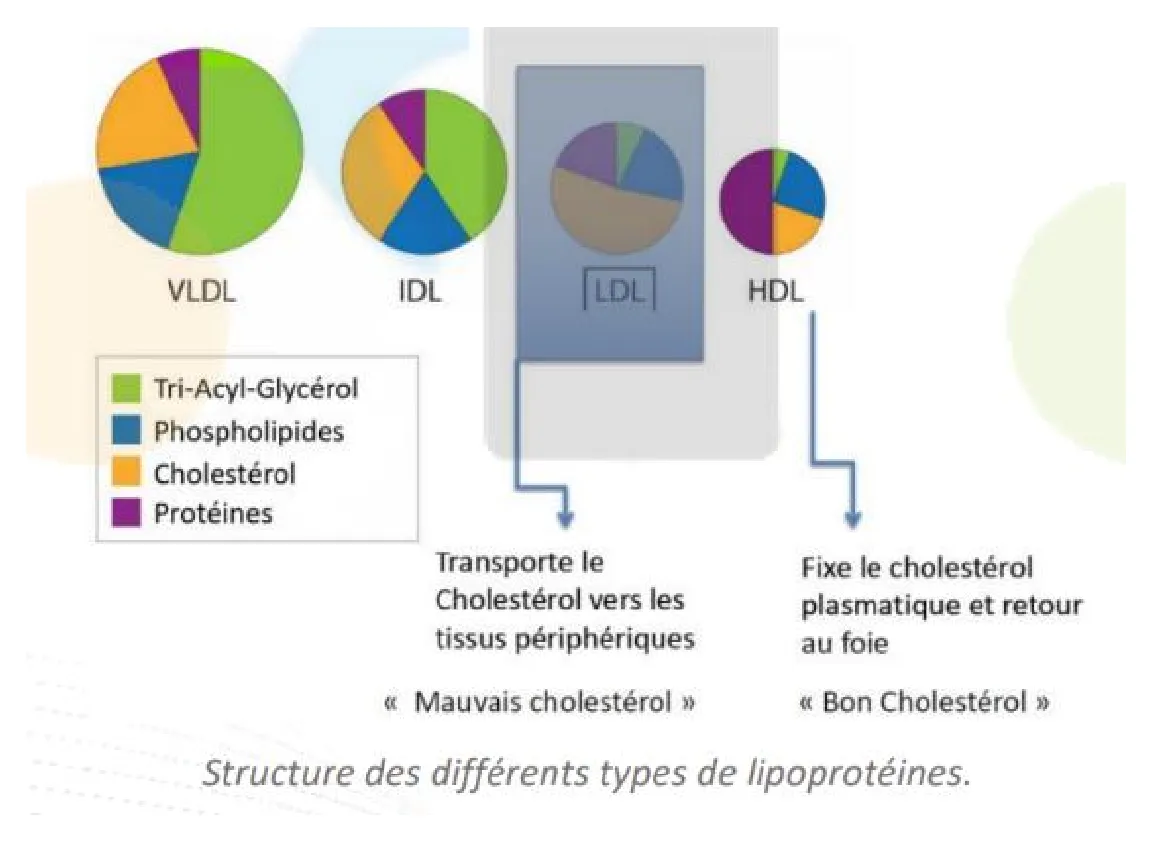 VLDL
IDL
LDL
HDL
Tri-Acyl-Glycérol
Phospholipides
Cholestérol
Protéines
Transporte le
Cholestérol vers les
tissus périphériques
« Mauvais cholestérol »
Fixe le cholestérol
plasmatique et retour
au foie
« Bon Cholestérol »
Structure des différents types de lipoprotéines.